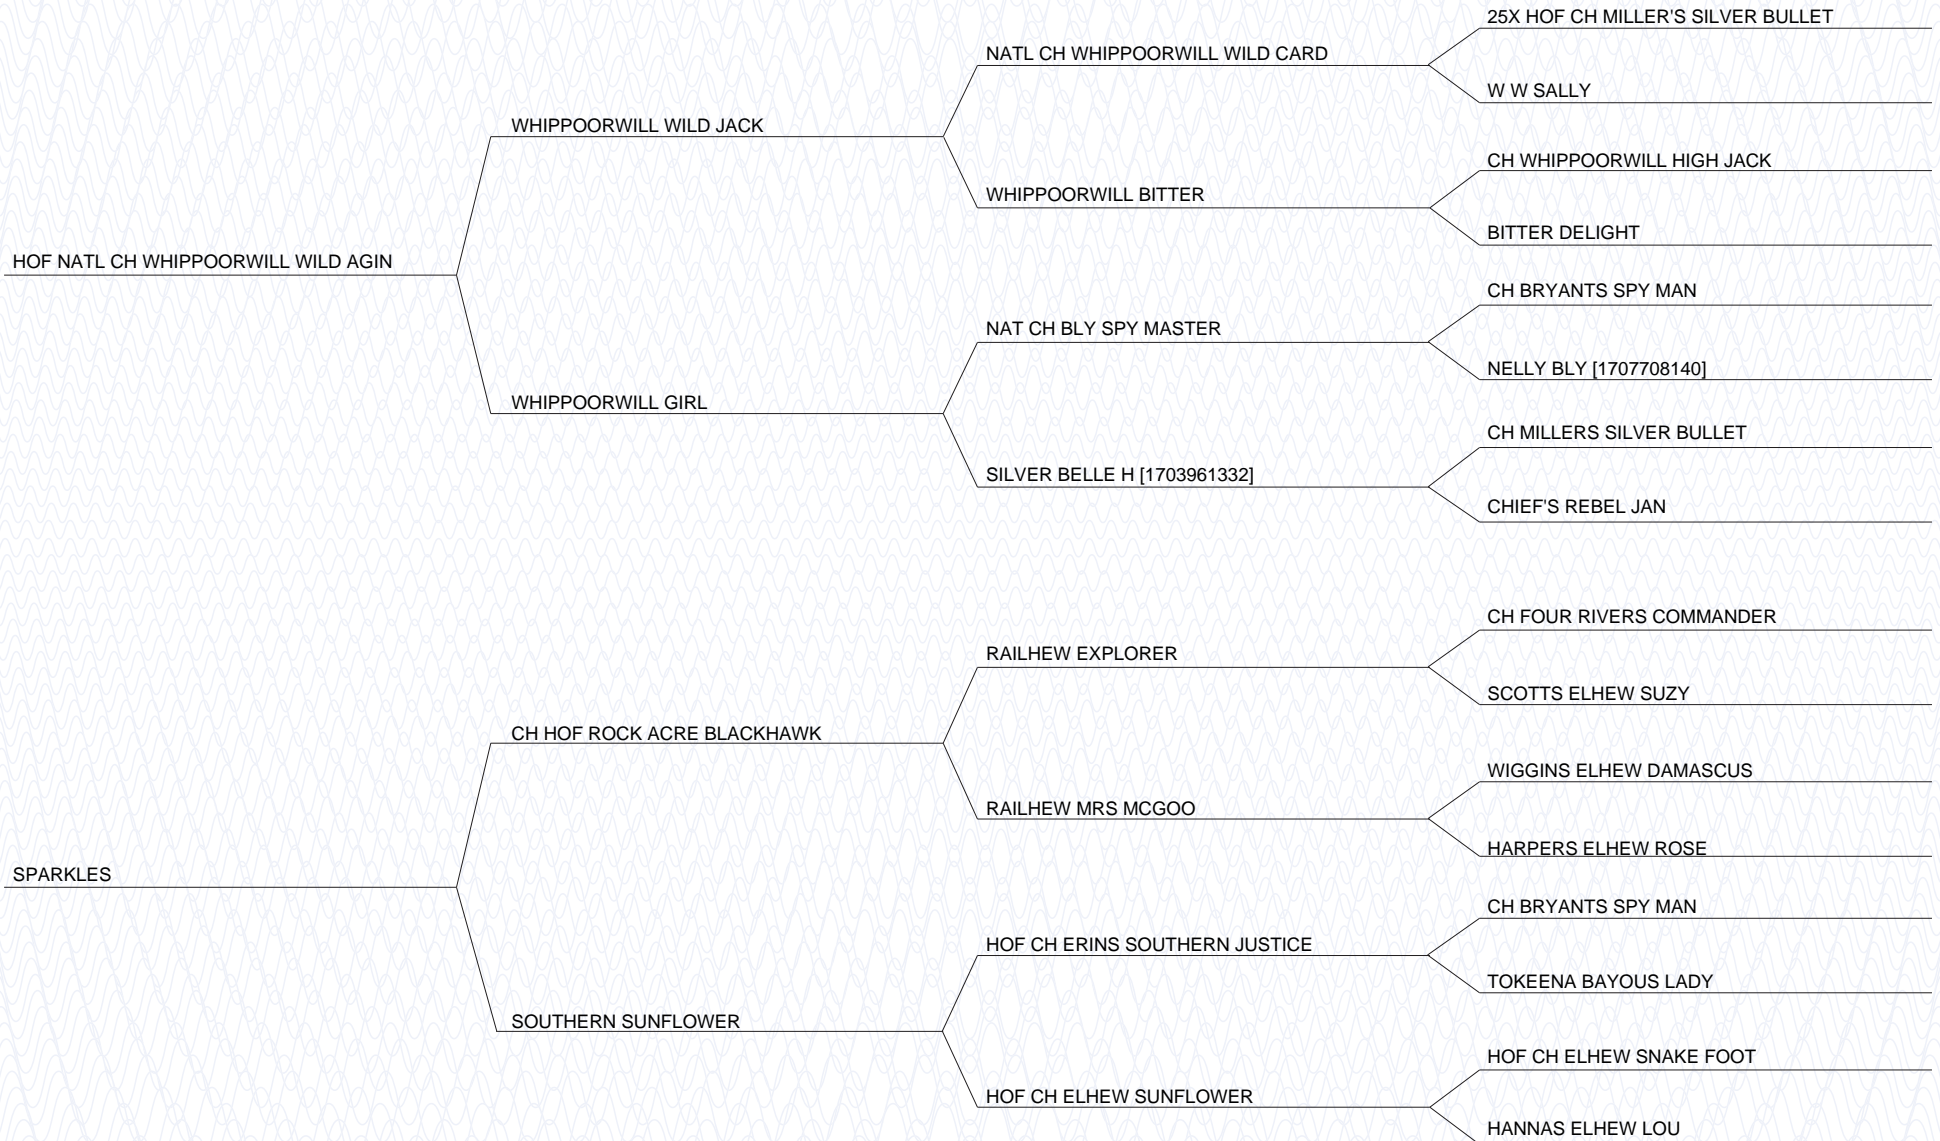 25X HOF CH MILLER'S SILVER BULLET
NATL CH WHIPPOORWILL WILD CARD
W W SALLY
WHIPPOORWILL WILD JACK
CH WHIPPOORWILL HIGH JACK
WHIPPOORWILL BITTER
BITTER DELIGHT
HOF NATL CH WHIPPOORWILL WILD AGIN
CH BRYANTS SPY MAN
NAT CH BLY SPY MASTER
NELLY BLY [1707708140]
WHIPPOORWILL GIRL
CH MILLERS SILVER BULLET
SILVER BELLE H [1703961332]
CHIEF'S REBEL JAN
CH FOUR RIVERS COMMANDER
RAILHEW EXPLORER
SCOTTS ELHEW SUZY
CH HOF ROCK ACRE BLACKHAWK
WIGGINS ELHEW DAMASCUS
RAILHEW MRS MCGOO
HARPERS ELHEW ROSE
SPARKLES
CH BRYANTS SPY MAN
HOF CH ERINS SOUTHERN JUSTICE
TOKEENA BAYOUS LADY
SOUTHERN SUNFLOWER
HOF CH ELHEW SNAKE FOOT
HOF CH ELHEW SUNFLOWER
HANNAS ELHEW LOU